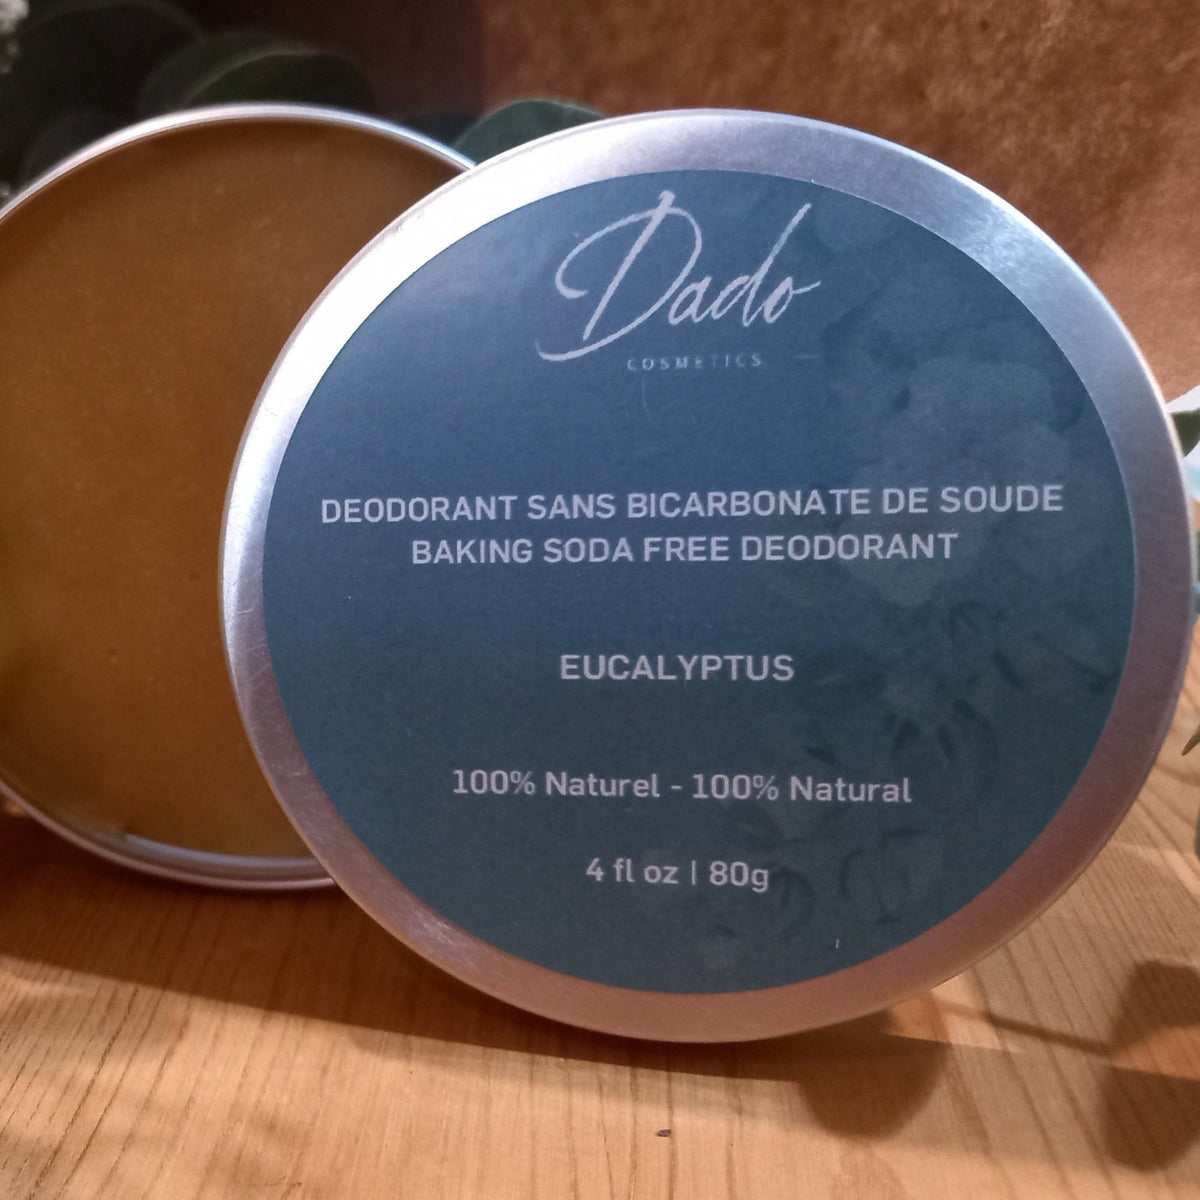 Dado
COSMETICS
DEODORANT SANS BICARBONATE DE SOUDE
BAKING SODA FREE DEODORANT
EUCALYPTUS
100% Naturel - 100% Natural
4 fl oz | 80g